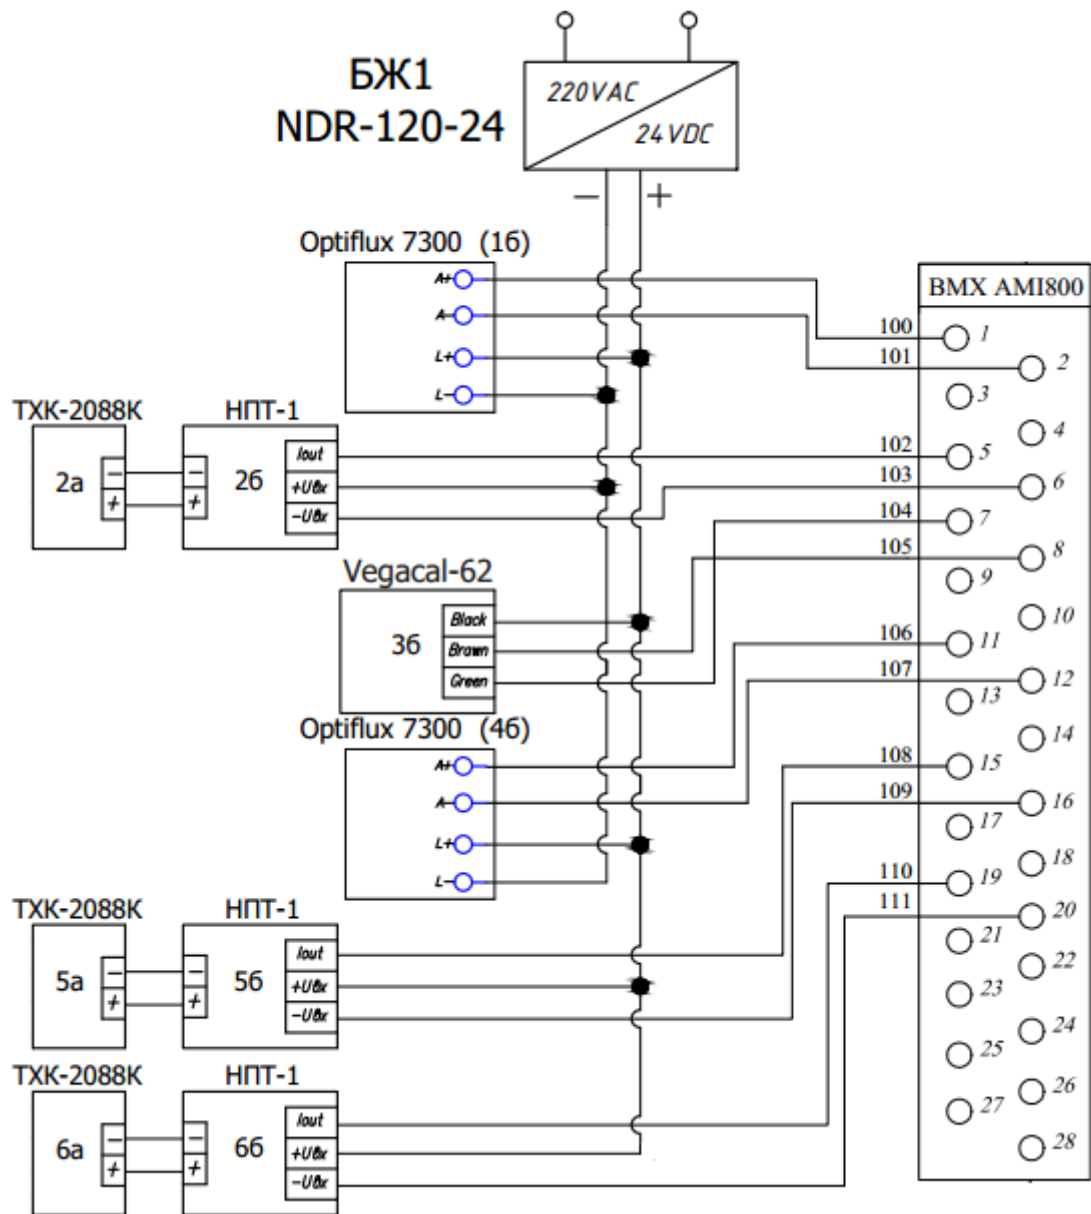 БЖ1
NDR-120-24
220VAC
24VDC
− +
Optiflux 7300 (1б)
A+
A
L+
L-
BMX AMI800
100
101
102
103
104
105
106
107
108
109
110
111
1
2
3
4
5
6
7
8
9
10
11
12
13
14
15
16
17
18
19
20
21
22
23
24
25
26
27
28
ТХК-2088К
2а
−
+
НПТ-1
−
+
2б
Iout
+Uвх
-Uвх
Vegacal-62
3б
Black
Brawn
Green
Optiflux 7300 (4б)
A+
A
L+
L-
ТХК-2088К
5а
−
+
НПТ-1
−
+
5б
Iout
+Uвх
-Uвх
ТХК-2088К
6а
−
+
НПТ-1
−
+
6б
Iout
+Uвх
-Uвх